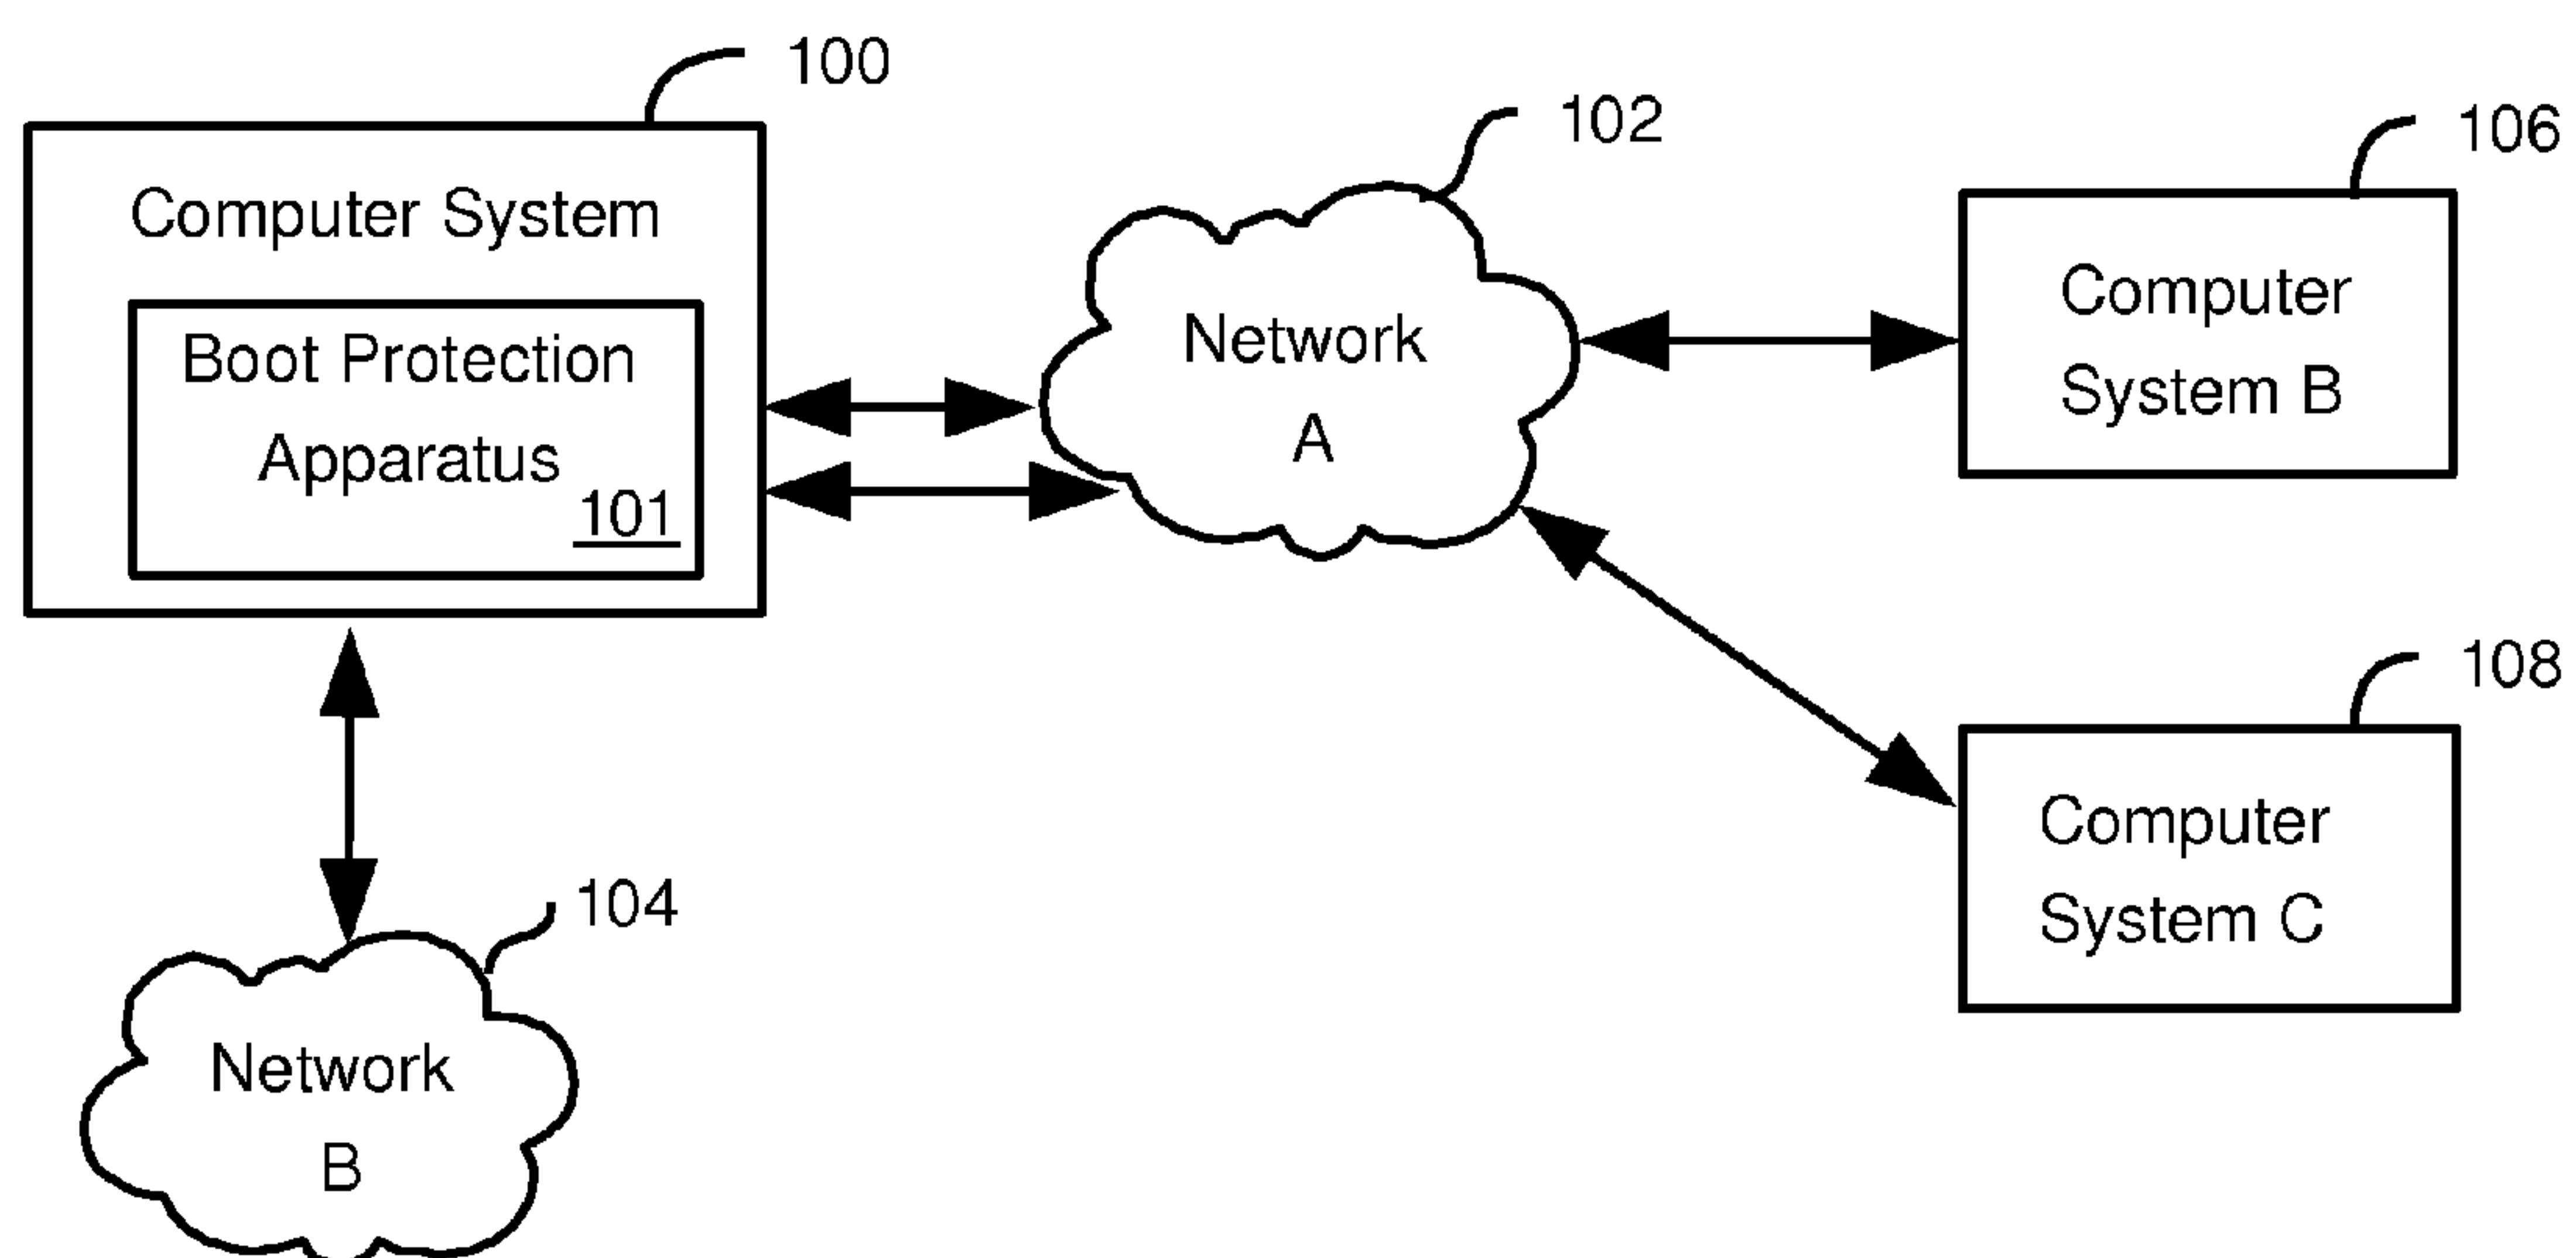 100
Computer System
Boot Protection
Apparatus
101
102
Network
A
106
Computer
System B
108
Computer
System C
104
Network
B